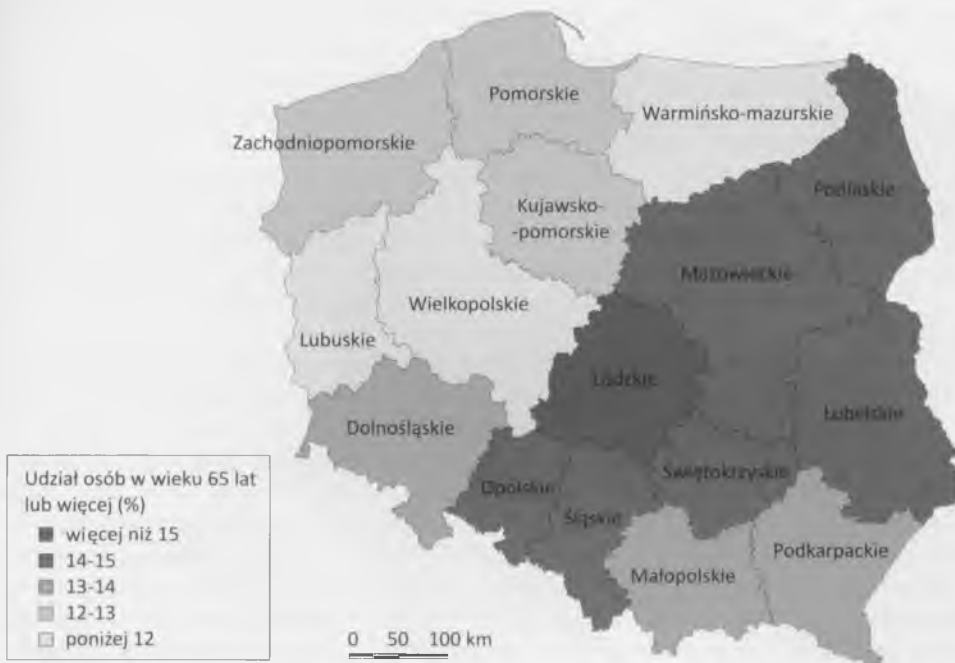 Pomorskie
Warmińsko-mazurskie
Zachodniopomorskie
Podlaskie
Kujawsko-
-pomorskie
Mazowieckie
Wielkopolskie
Lubuskie
Łódzkie
Lubelskie
Dolnośląskie
Świętokrzyskie
Opolskie
Śląskie
Podkarpackie
Małopolskie
Udział osób w wieku 65 lat
lub więcej (%)
więcej niż 15
14-15
13-14
12-13
poniżej 12
0 50 100 km